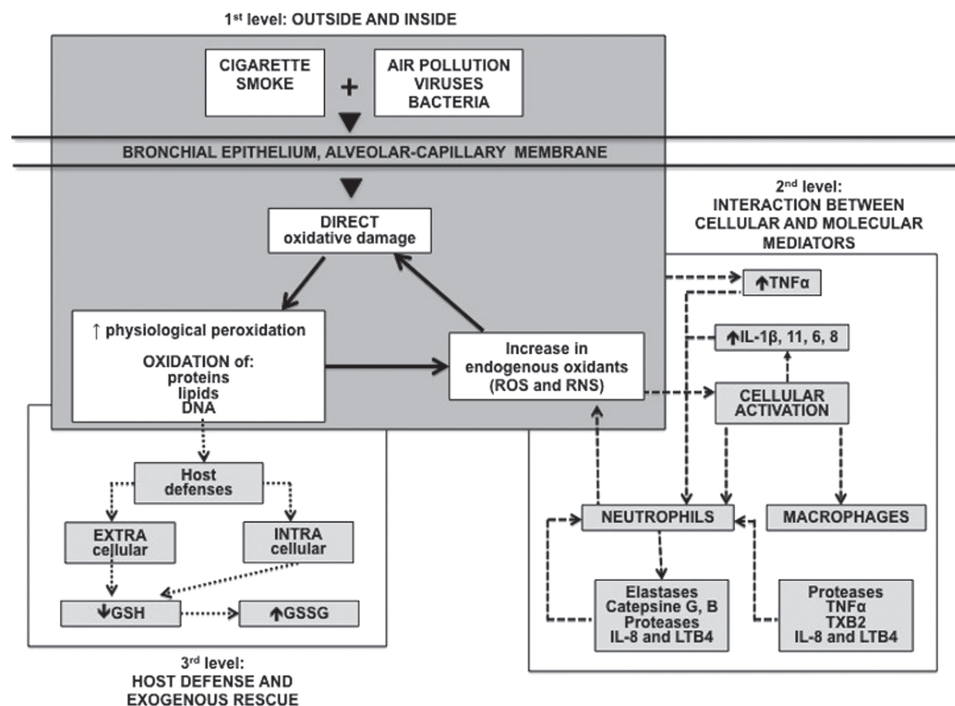 1st level: OUTSIDE AND INSIDE
CIGARETTE
SMOKE
+
AIR POLLUTION
VIRUSES
BACTERIA
BRONCHIAL EPITHELIUM, ALVEOLAR-CAPILLARY MEMBRANE
DIRECT
oxidative damage
↑ physiological peroxidation
OXIDATION of:
proteins
lipids
DNA
Increase in
endogenous oxidants
(ROS and RNS)
2nd level:
INTERACTION BETWEEN
CELLULAR AND MOLECULAR
MEDIATORS
↑TNFα
↑IL-1β, 11, 6, 8
CELLULAR
ACTIVATION
NEUTROPHILS
MACROPHAGES
Elastases
Catepsine G, B
Proteases
IL-8 and LTB4
Proteases
TNFα
TXB2
IL-8 and LTB4
Host
defenses
EXTRA
cellular
INTRA
cellular
↓GSH
↑GSSG
3rd level:
HOST DEFENSE AND
EXOGENOUS RESCUE